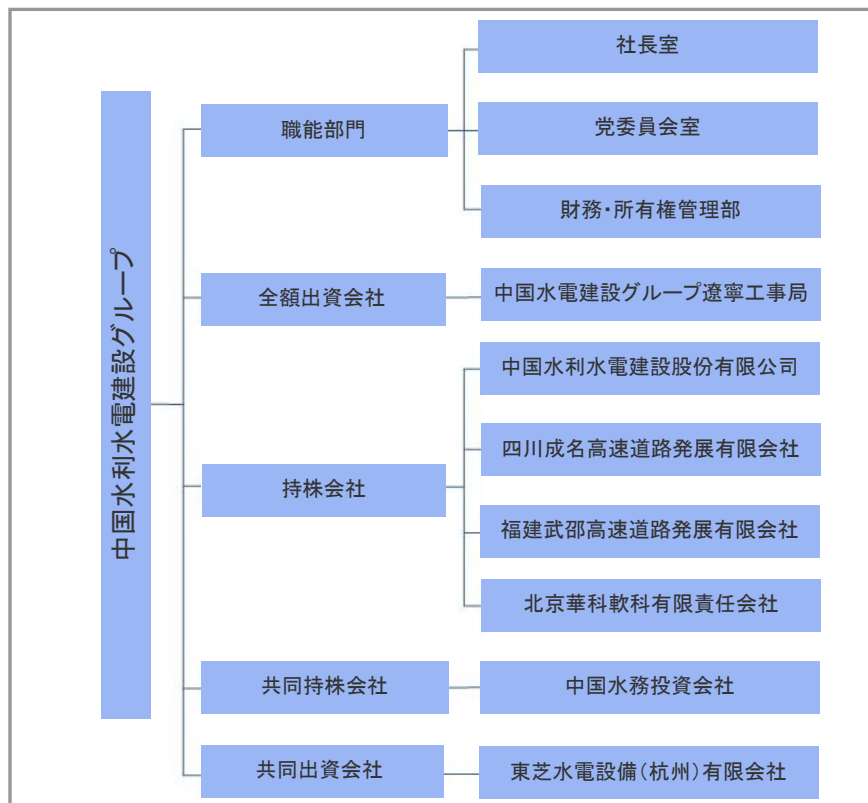 中国水利水電建設グループ
職能部門
社長室
党委員会室
財務・所有権管理部
全額出資会社
中国水電建設グループ遼寧工事局
持株会社
中国水利水電建設股份有限公司
四川成名高速道路発展有限会社
福建武邵高速道路発展有限会社
北京華科軟科有限責任会社
共同持株会社
中国水務投資会社
共同出資会社
東芝水電設備(杭州)有限会社